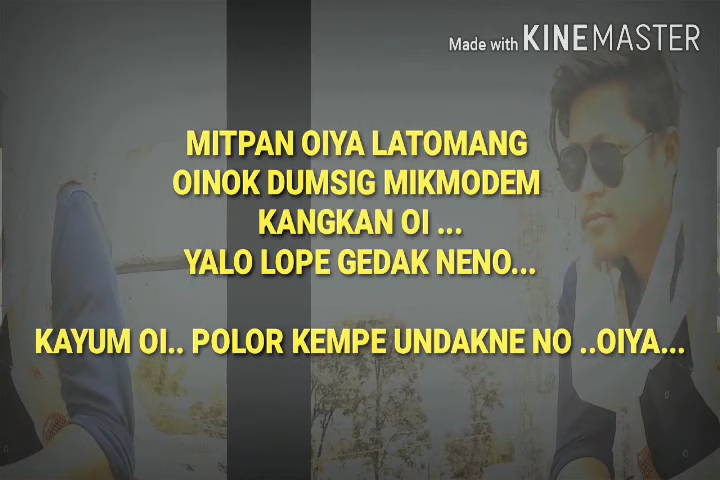 Made with KINEMASTER
MITPAN OIYA LATOMANG
OINOK DUMSIG MIKMODEM
KANGKAN OI ...
YALO LOPE GEDAK NENO...
KAYUM OI.. POLOR KEMPE UNDAKNE NO ..OIYA...